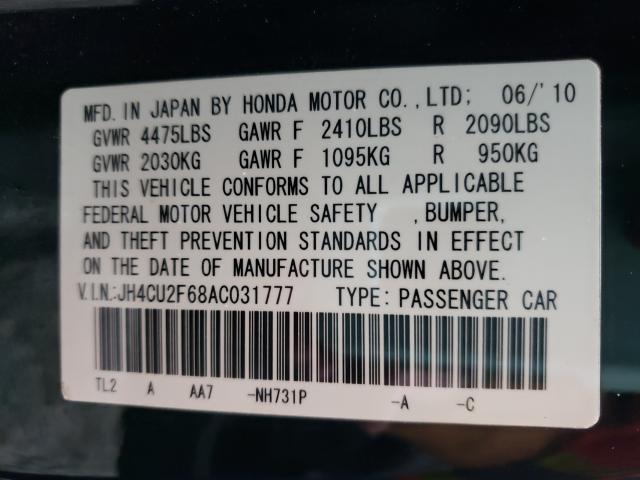 MFD. IN JAPAN BY HONDA MOTOR CO., LTD; 06/'10
GVWR 4475LBS GAWR F 2410LBS R 2090LBS
GVWR 2030KG GAWR F 1095KG R 950KG
THIS VEHICLE CONFORMS TO ALL APPLICABLE
FEDERAL MOTOR VEHICLE SAFETY , BUMPER,
AND THEFT PREVENTION STANDARDS IN EFFECT
ON THE DATE OF MANUFACTURE SHOWN ABOVE.
V.I.N.:JH4CU2F68AC031777 TYPE: PASSENGER CAR
TL2 A AA7 -NH731P -A -C